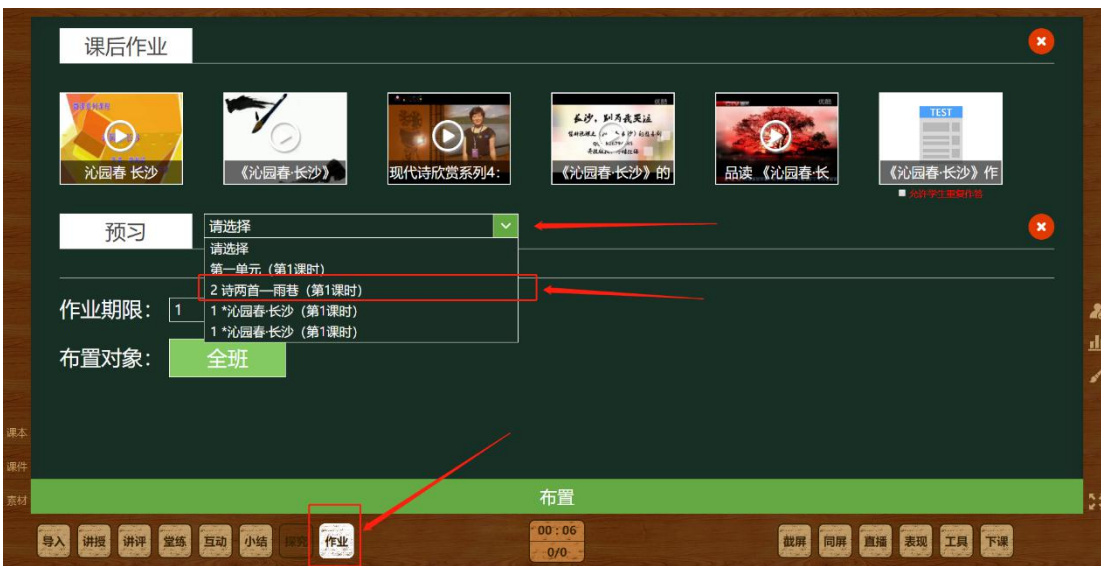 课后作业
沁园春 长沙
《沁园春·长沙》
现代诗欣赏系列4:
长沙，别为我哭泣
《沁园春·长沙》的
品读《沁园春·长
TEST
《沁园春·长沙》作
允许学生重复作答
预习
请选择
请选择
第一单元（第1课时）
2 诗两首—雨巷（第1课时）
1 *沁园春·长沙（第1课时）
1 *沁园春·长沙（第1课时）
作业期限： 1
布置对象： 全班
课本
课件
素材
布置
导入 讲授 讲评 堂练 互动 小结 探究 作业
00 : 06
0/0
截屏 同屏 直播 表现 工具 下课